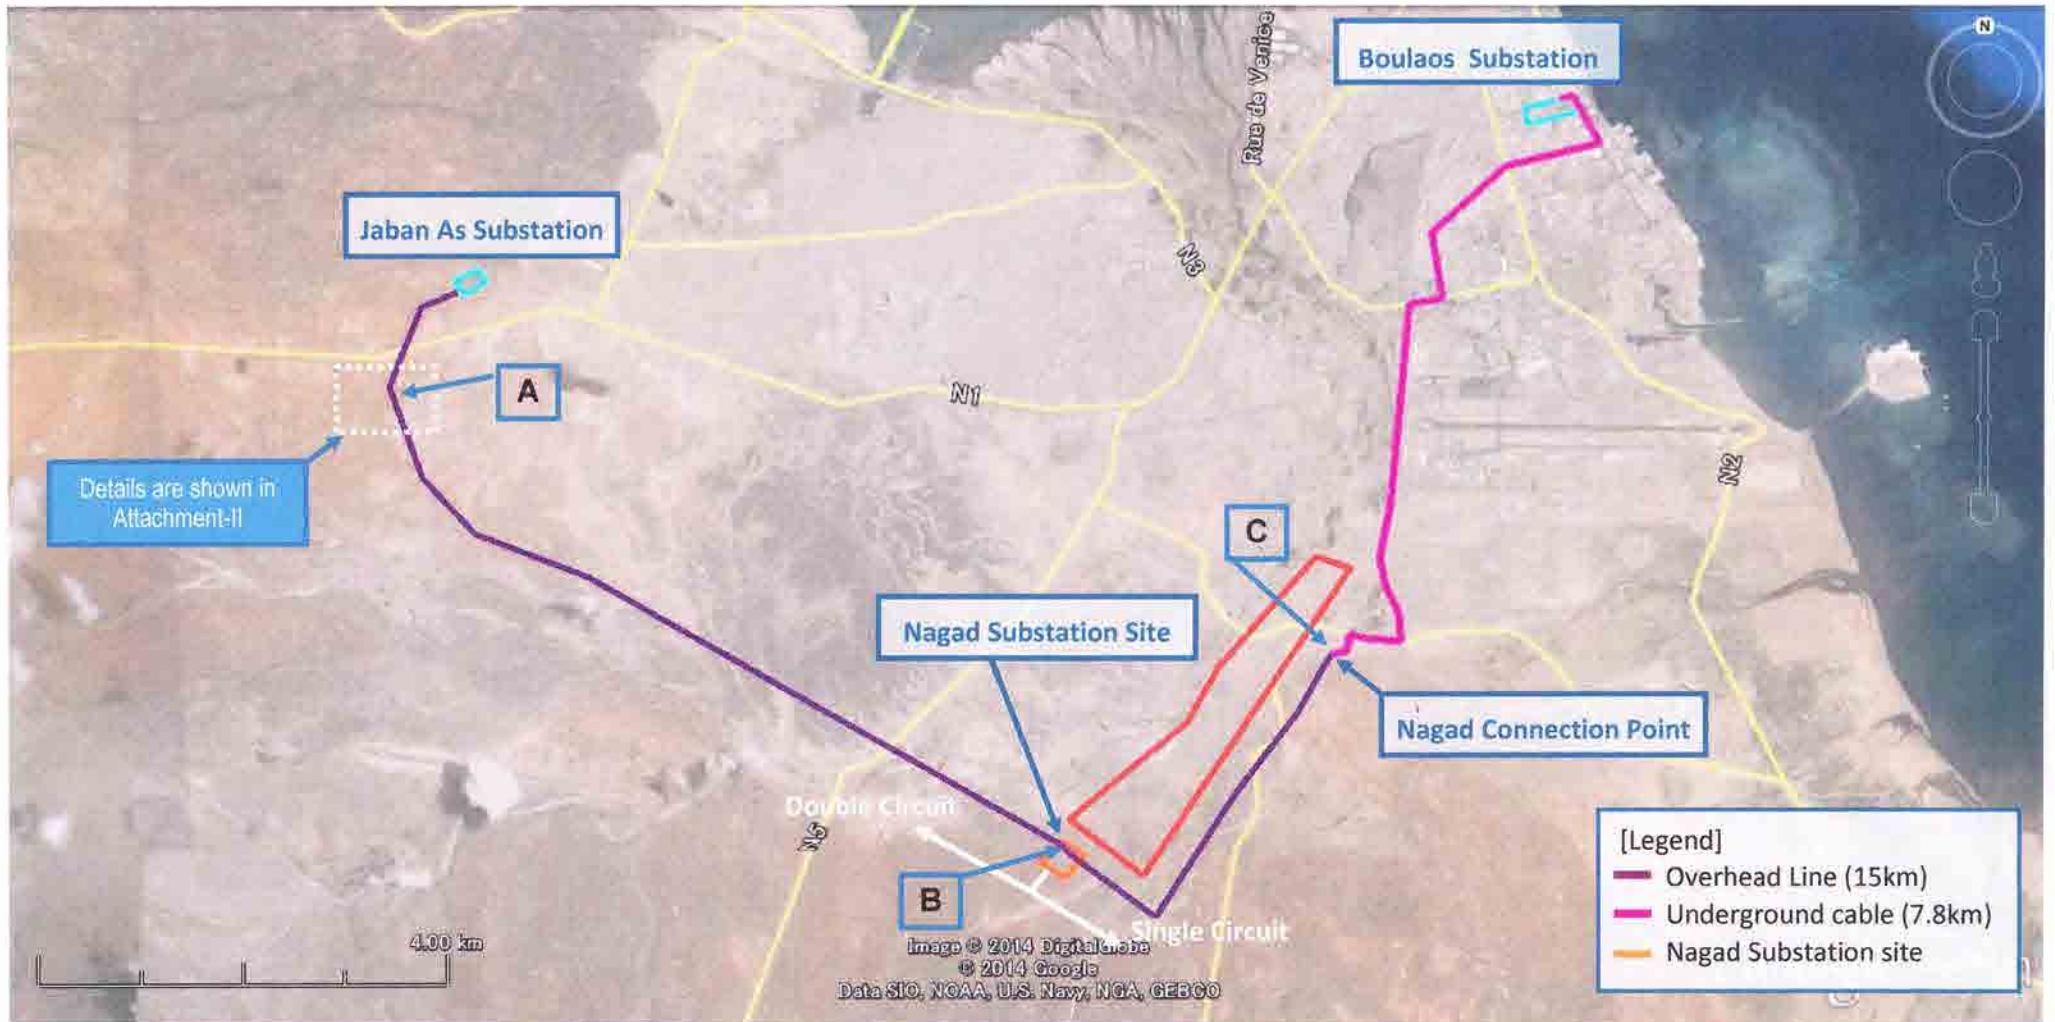 N
Boulaos Substation
Rue de Venice
Jaban As Substation
N3
A
N1
Details are shown in
Attachment-II
N2
C
Nagad Substation Site
Nagad Connection Point
Double Circuit
N5
B
Single Circuit
4.00 km
Image © 2014 DigitalGlobe
© 2014 Google
Data SIO, NOAA, U.S. Navy, NGA, GEBCO
[Legend]
Overhead Line (15km)
Underground cable (7.8km)
Nagad Substation site